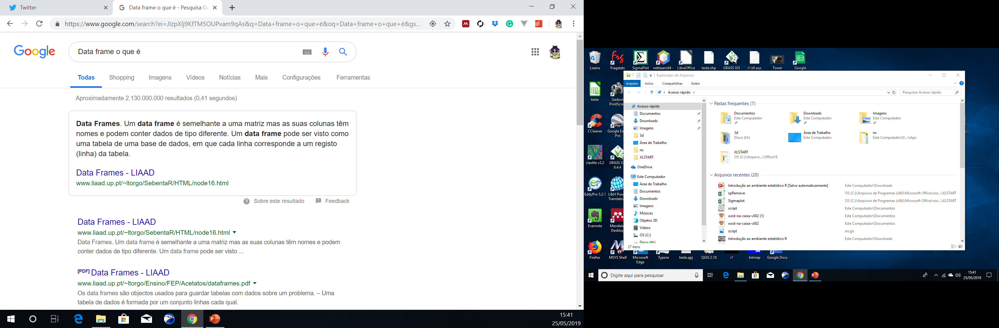 Twitter
Data frame o que é - Pesquisa Go
https://www.google.com/search?ei=JIzpXIj9KfTM5OUPvam9qAs&q=Data+frame+o+que+é&oq=Data+frame+o+que+é&gs...
Google
Data frame o que é
Todas
Shopping
Imagens
Vídeos
Notícias
Mais
Configurações
Ferramentas
Aproximadamente 2.130.000.000 resultados (0,41 segundos)
Data Frames. Um data frame é semelhante a uma matriz mas as suas colunas têm
nomes e podem conter dados de tipo diferente. Um data frame pode ser visto como
uma tabela de uma base de dados, em que cada linha corresponde a um registo
(linha) da tabela.
Data Frames - LIAAD
www.liaad.up.pt/~ltorgo/SebentaR/HTML/node16.html
Sobre este resultado
Feedback
Data Frames - LIAAD
www.liaad.up.pt/~ltorgo/SebentaR/HTML/node16.html
Data Frames. Um data frame é semelhante a uma matriz mas as suas colunas têm nomes e podem
conter dados de tipo diferente. Um data frame pode ser visto ...
[PDF] Data Frames - LIAAD
www.liaad.up.pt/~ltorgo/Ensino/FEP/Acetatos/dataframes.pdf
Os data frames são objectos usados para guardar tabelas com dados sobre um problema. – Uma
tabela de dados é formada por um conjunto linhas cada qual.
15:41
25/05/2019
Lixeira
Fragstats
SigmaPlot
netbeans64 -
LibreOffice
teste.shp
GRASS GIS
r1.tif.aux
Tower
Google
teste
Gadwin
PrintScre
CCleaner
Google Ea
Pro
claslite v3.2
GRASS G
6.4.4
EddyPro 5.2.1
L&H Pow
Translato
Evernote
Mendele
Desktop
Firefox
MSYS Shell
Microsoft
Edge
Typora
teste.qpj
QGIS 2.18
r1
bitmap
Google Docs
Explorador de Arquivos
Arquivo
Início
Compartilhar
Exibir
Acesso rápido
Pesquisar Acesso rápido
Acesso rápido
Documentos
Downloads
Imagens
3d
Área de Trabalho
nx
XLSTART
OneDrive
Este Computador
Área de Trabalho
Documentos
Downloads
Imagens
Músicas
Objetos 3D
Vídeos
OS (C:)
Disco (H:)
27 itens
Pastas frequentes (7)
Documentos
Este Computador
Downloads
Este Computador
Imagens
Este Computador
3d
Disco (H:)
Área de Trabalho
Este Computador
nx
Este Computador\D...\shps
XLSTART
OS (C:)\Arquivo...\Office16
Arquivos recentes (20)
Introdução ao ambiente estatístico R [Salvo automaticamente]
Este Computador\Downloads
spRemove
OS (C:)\Arquivos de Programas (x86)\Microsoft Office\roo...\XLSTART
Sigmaplot
OS (C:)\Arquivos de Programas (x86)\Microsoft Office\roo...\XLSTART
script
Este Computador\Documentos
wod-na-caixa-v002 (1)
Este Computador\Documentos
wod-na-caixa-v002
Este Computador\Documentos
script
arcgis
Introdução ao ambiente estatístico R
Este Computador\Downloads
Digite aqui para pesquisar
15:41
25/05/2019